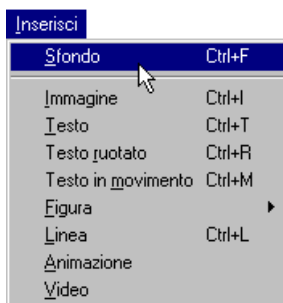 Inserisci
Sfondo Ctrl+F
Immagine Ctrl+I
Testo Ctrl+T
Testo ruotato Ctrl+R
Testo in movimento Ctrl+M
Figura
Linea Ctrl+L
Animazione
Video